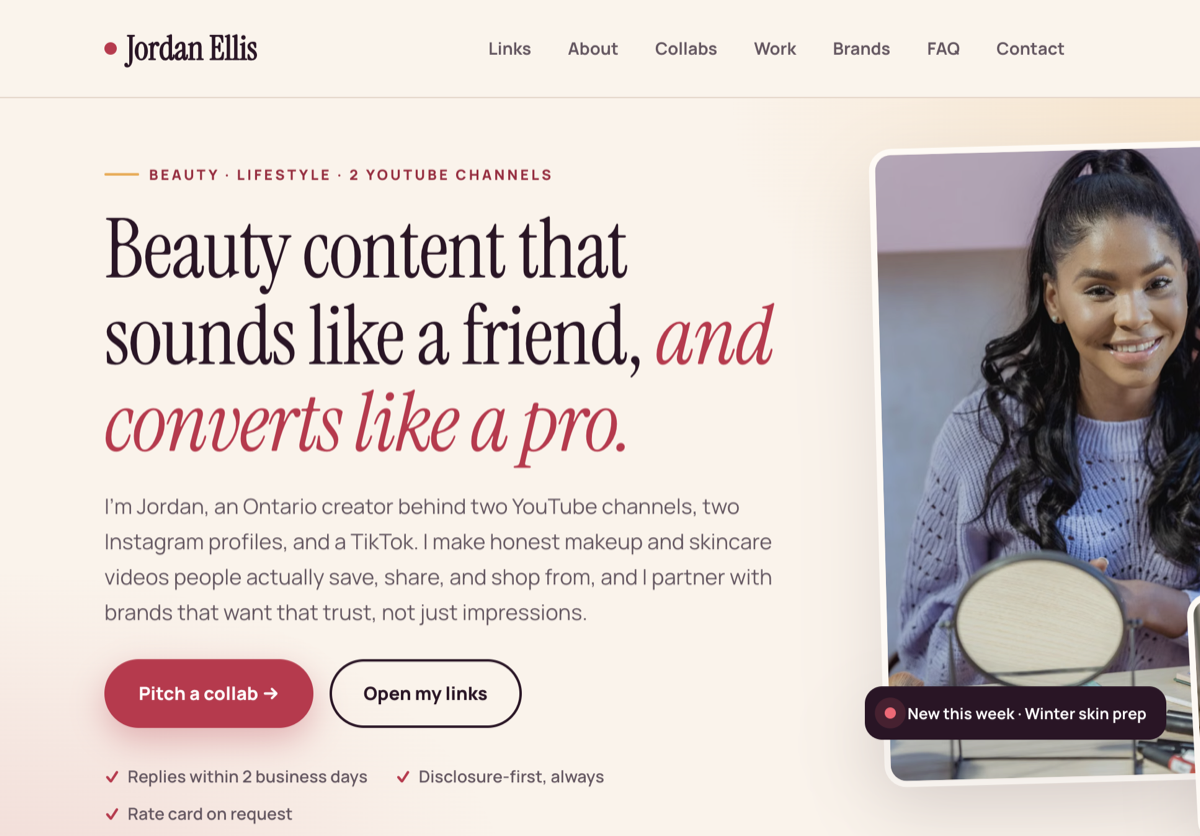 Jordan Ellis
Links About Collabs Work Brands FAQ Contact
BEAUTY · LIFESTYLE · 2 YOUTUBE CHANNELS
Beauty content that
sounds like a friend, and
converts like a pro.
I'm Jordan, an Ontario creator behind two YouTube channels, two
Instagram profiles, and a TikTok. I make honest makeup and skincare
videos people actually save, share, and shop from, and I partner with
brands that want that trust, not just impressions.
Pitch a collab →
Open my links
New this week · Winter skin prep
✓ Replies within 2 business days
✓ Disclosure-first, always
✓ Rate card on request